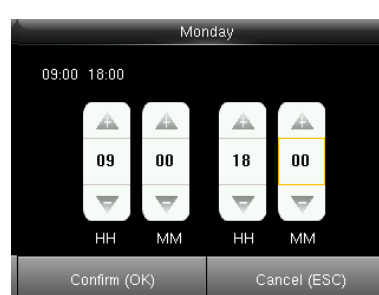 Monday
09:00 18:00
09 00 18 00
HH MM HH MM
Confirm (OK) Cancel (ESC)